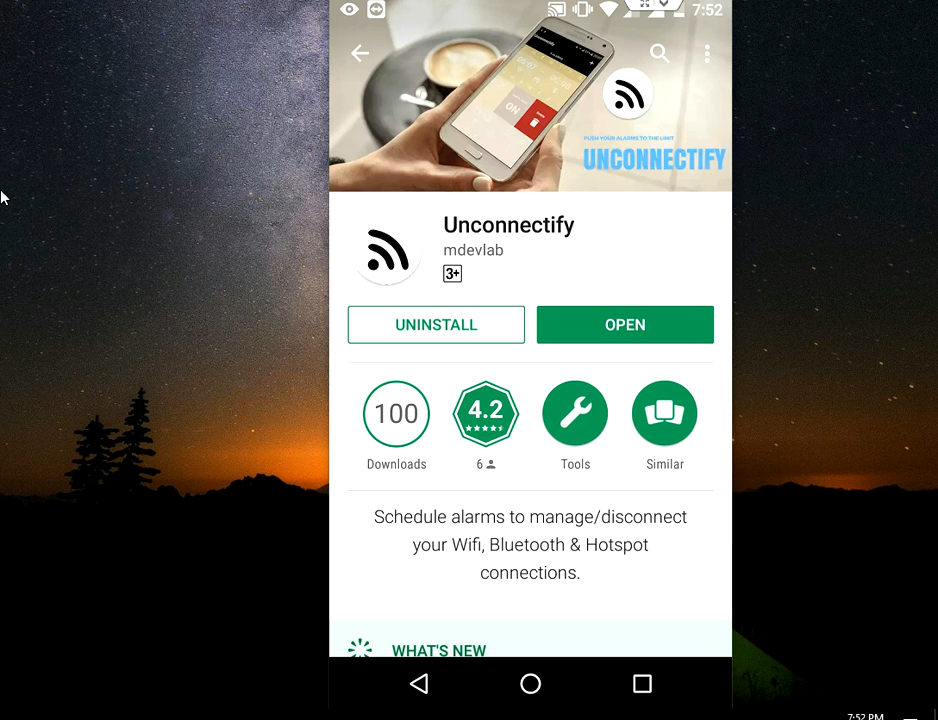 7:52
PUSH YOUR ALARMS TO THE LIMIT
UNCONNECTIFY
Unconnectify
mdevlab
3+
UNINSTALL
OPEN
100
4.2
Downloads
6
Tools
Similar
Schedule alarms to manage/disconnect
your Wifi, Bluetooth & Hotspot
connections.
WHAT'S NEW
7:52 PM